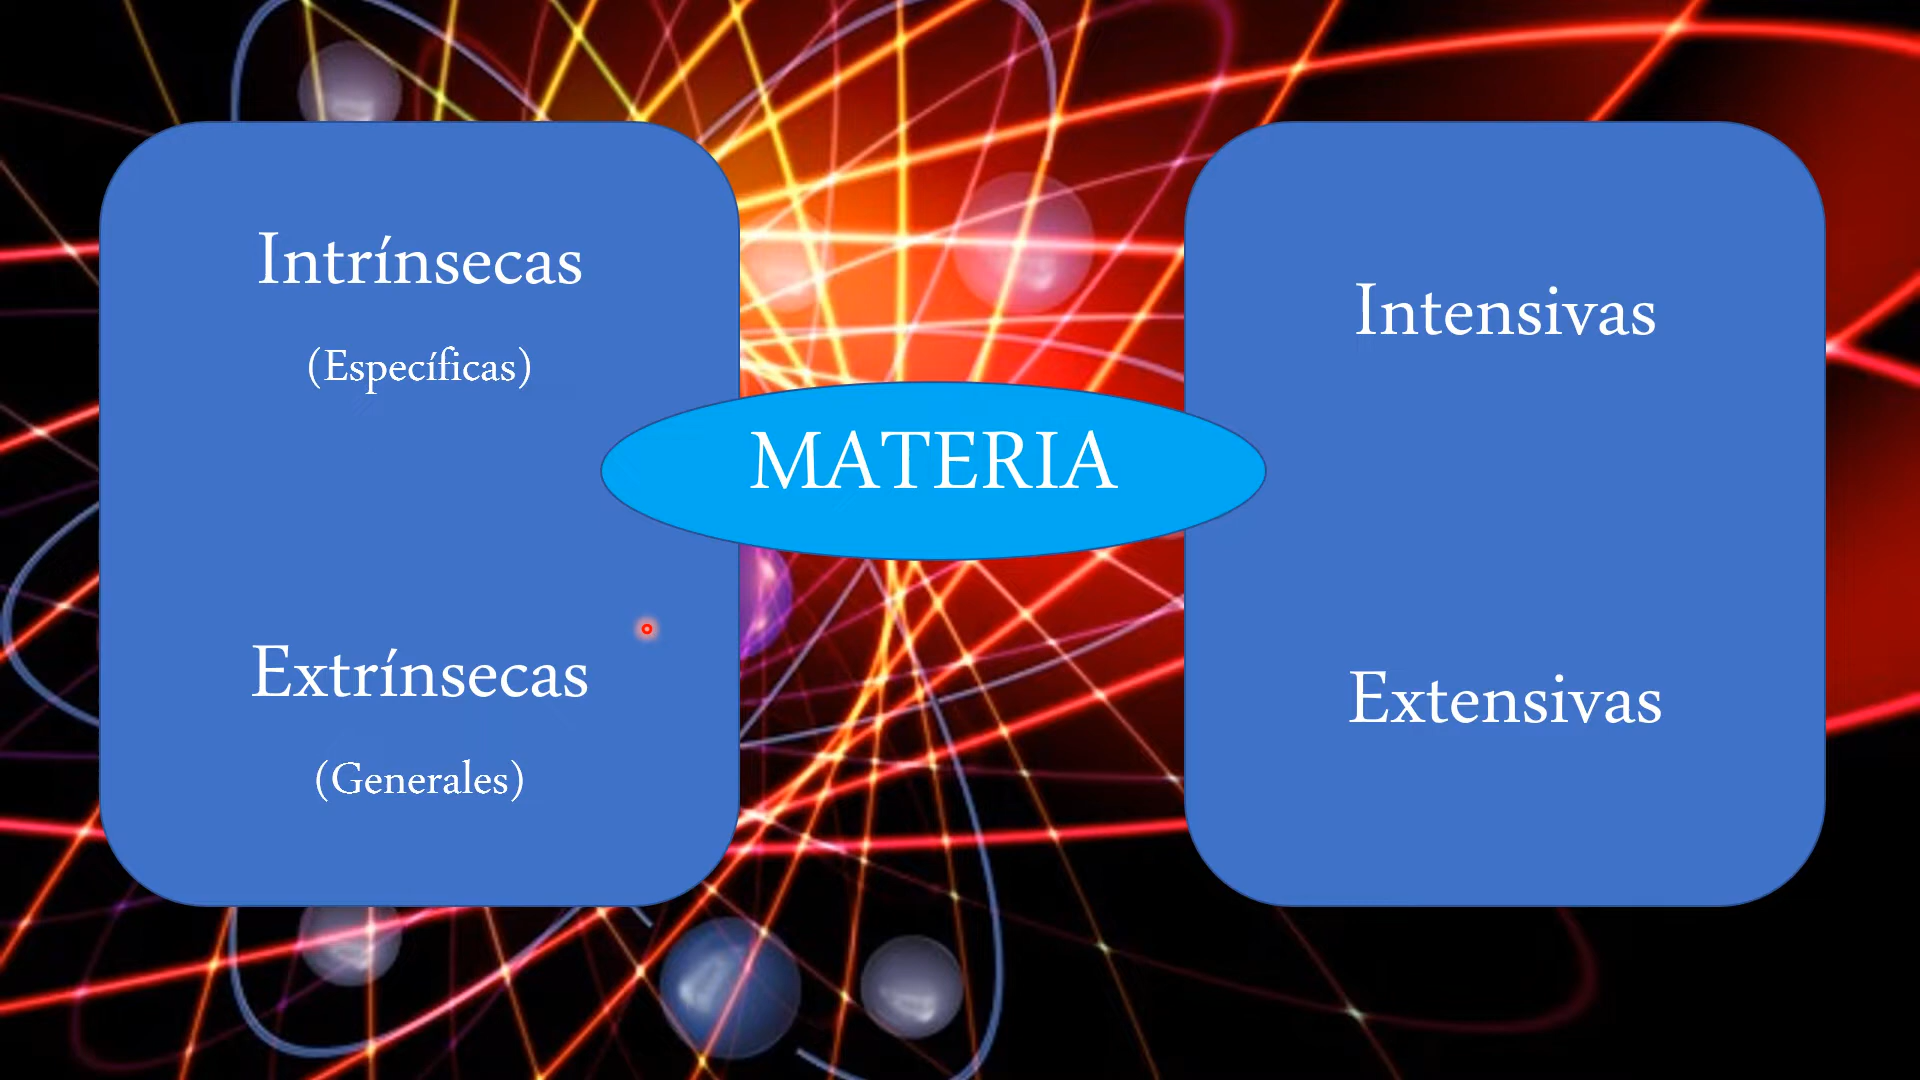 Intrínsecas
(Específicas)
Extrínsecas
(Generales)
MATERIA
Intensivas
Extensivas